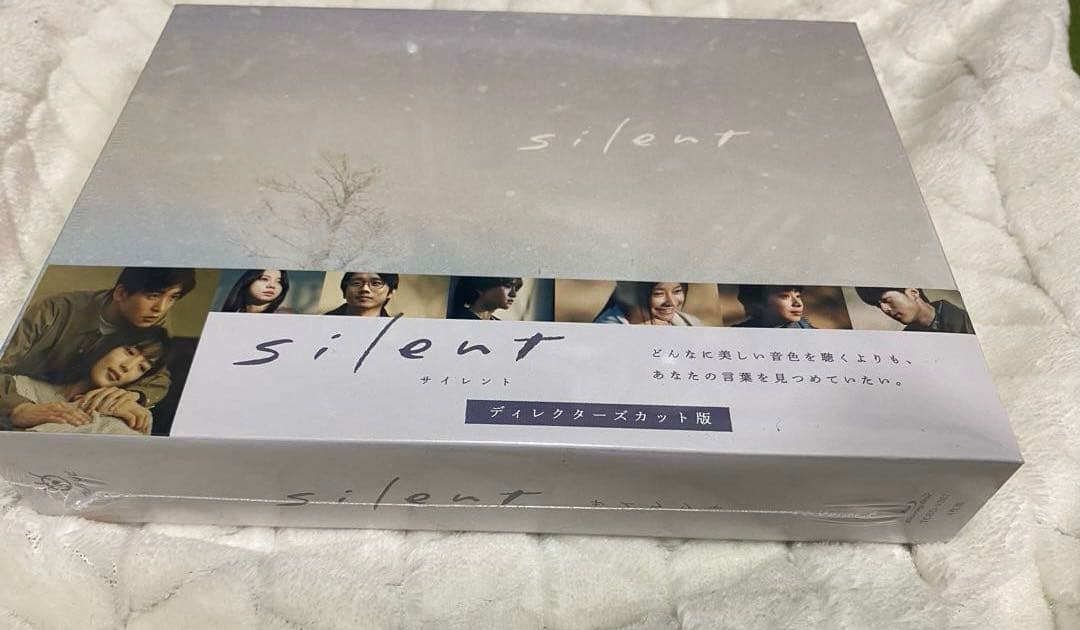 silent
silent
サイレント
どんなに美しい音色を聴くよりも、
あなたの言葉を見つめていたい。
ディレクターズカット版
silent